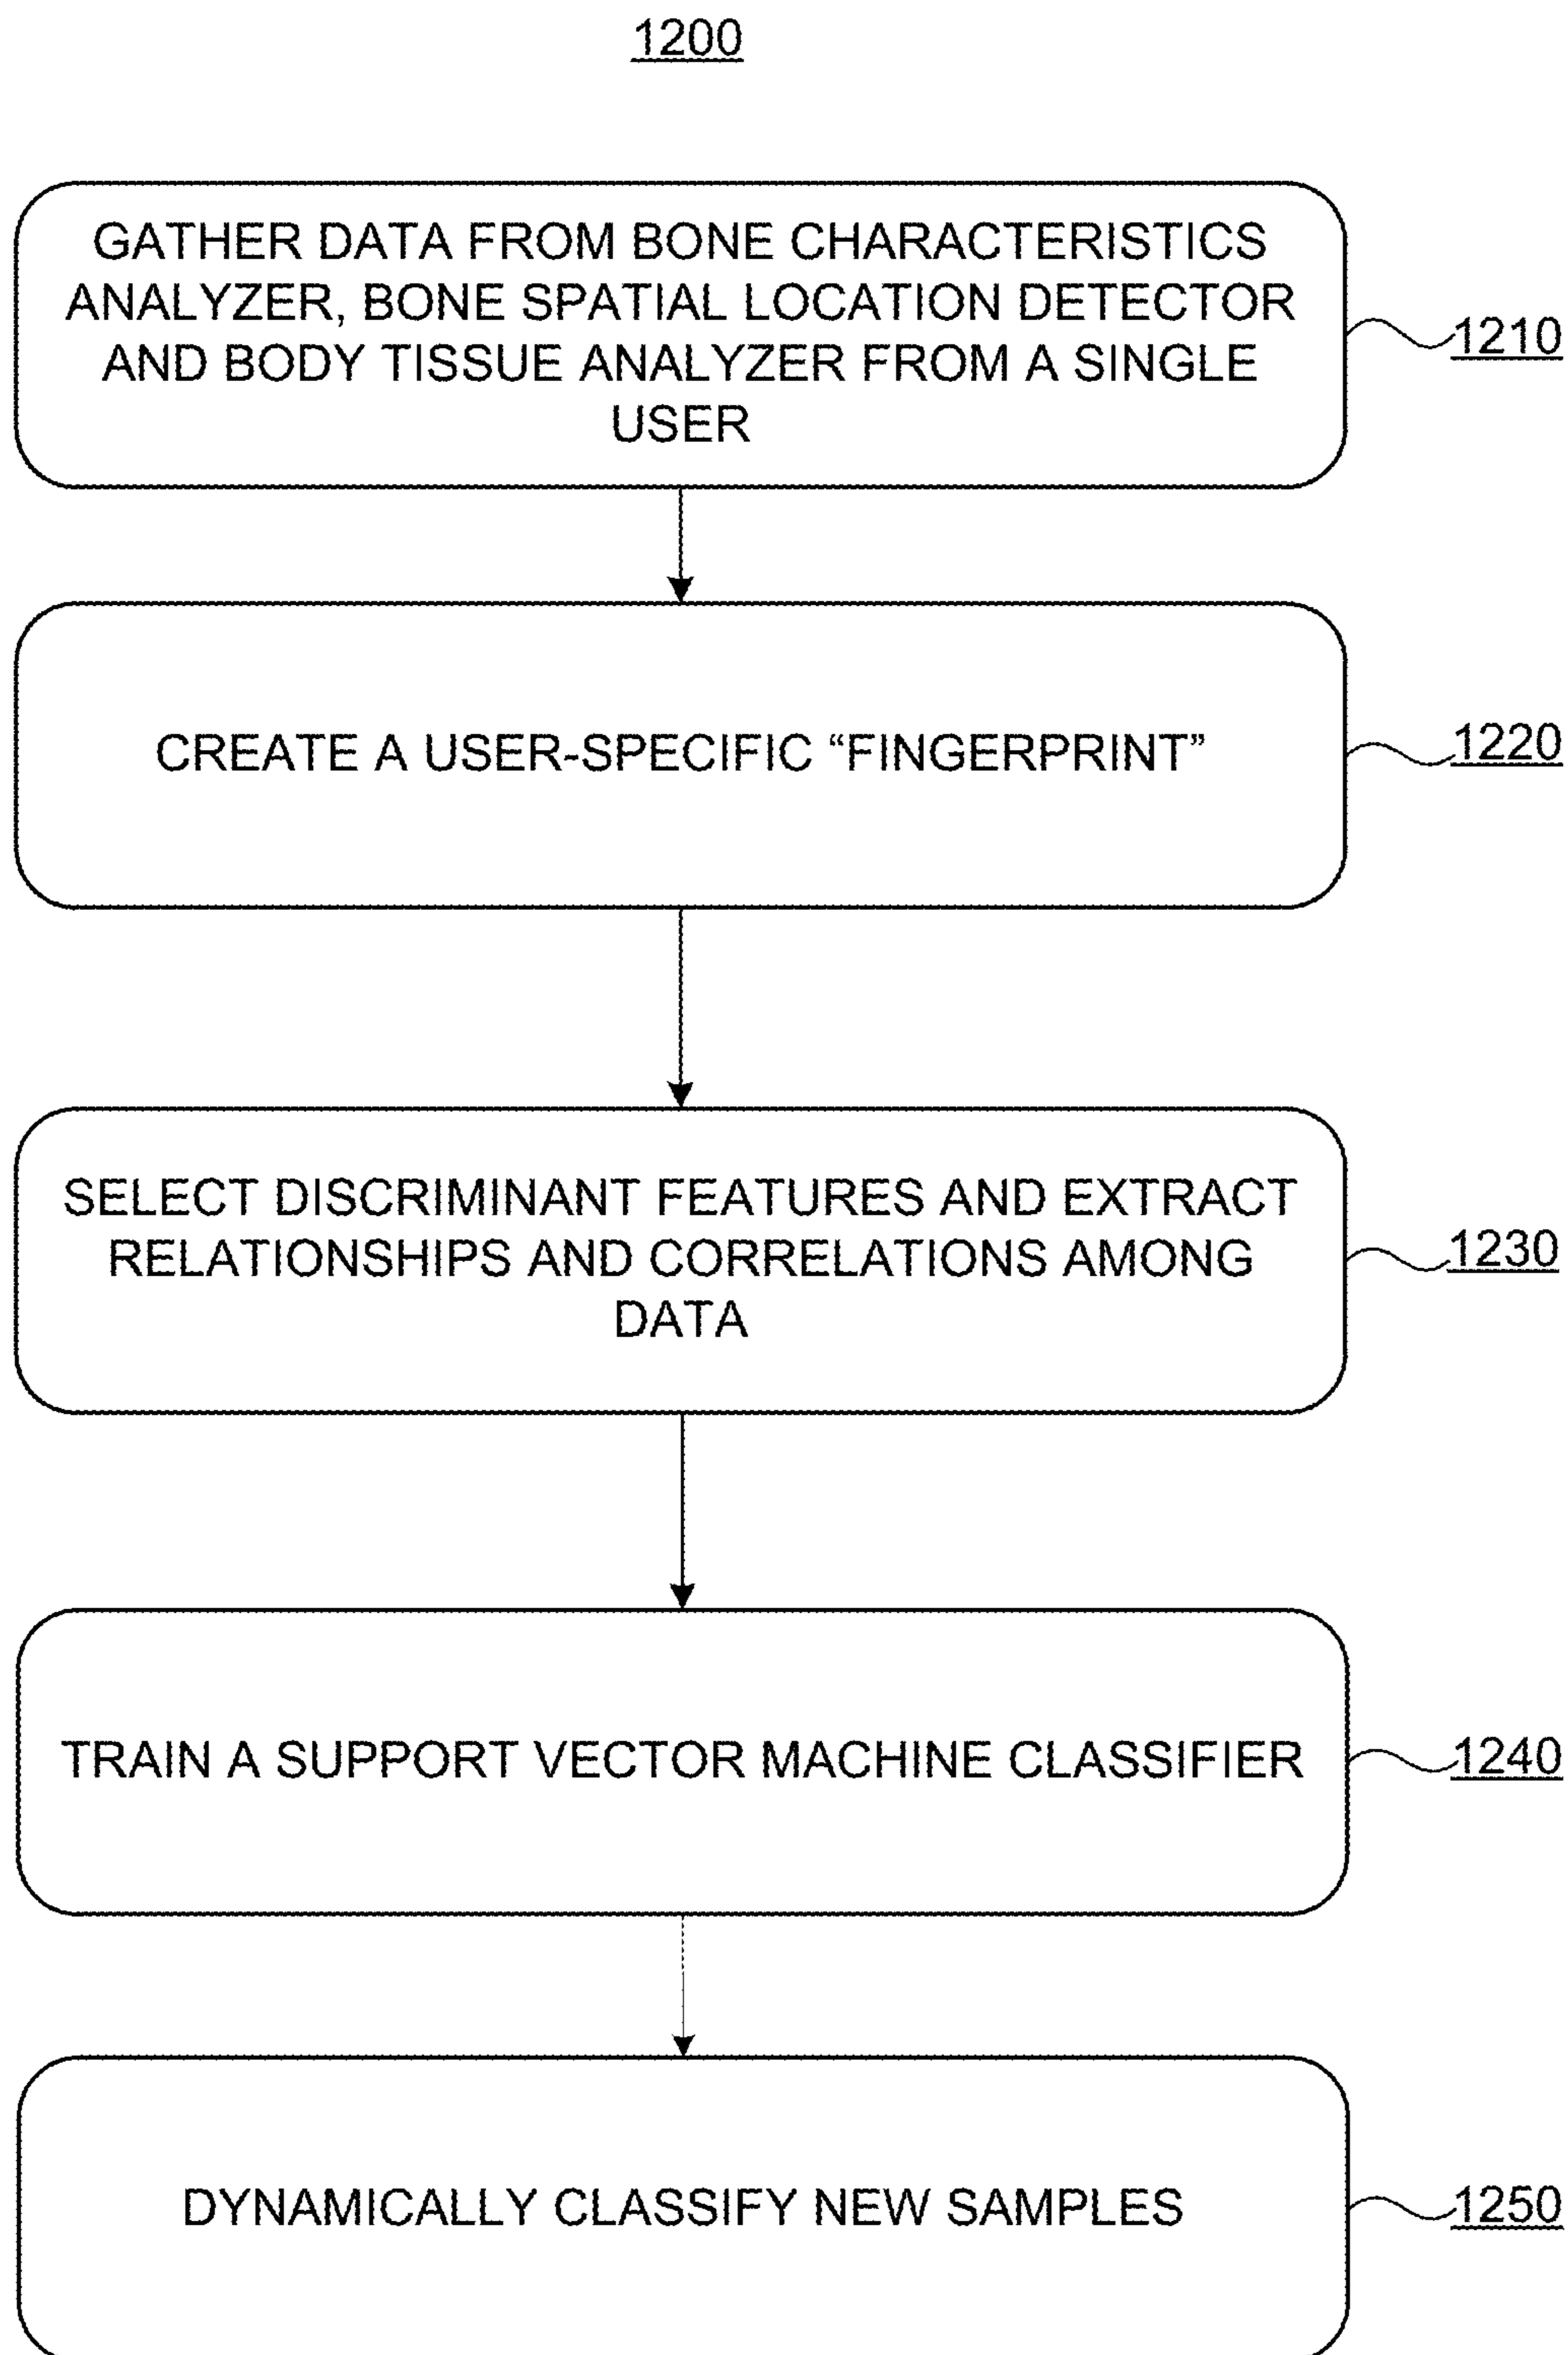 1200
GATHER DATA FROM BONE CHARACTERISTICS
ANALYZER, BONE SPATIAL LOCATION DETECTOR
AND BODY TISSUE ANALYZER FROM A SINGLE
USER
1210
CREATE A USER-SPECIFIC “FINGERPRINT”
1220
SELECT DISCRIMINANT FEATURES AND EXTRACT
RELATIONSHIPS AND CORRELATIONS AMONG
DATA
1230
TRAIN A SUPPORT VECTOR MACHINE CLASSIFIER
1240
DYNAMICALLY CLASSIFY NEW SAMPLES
1250